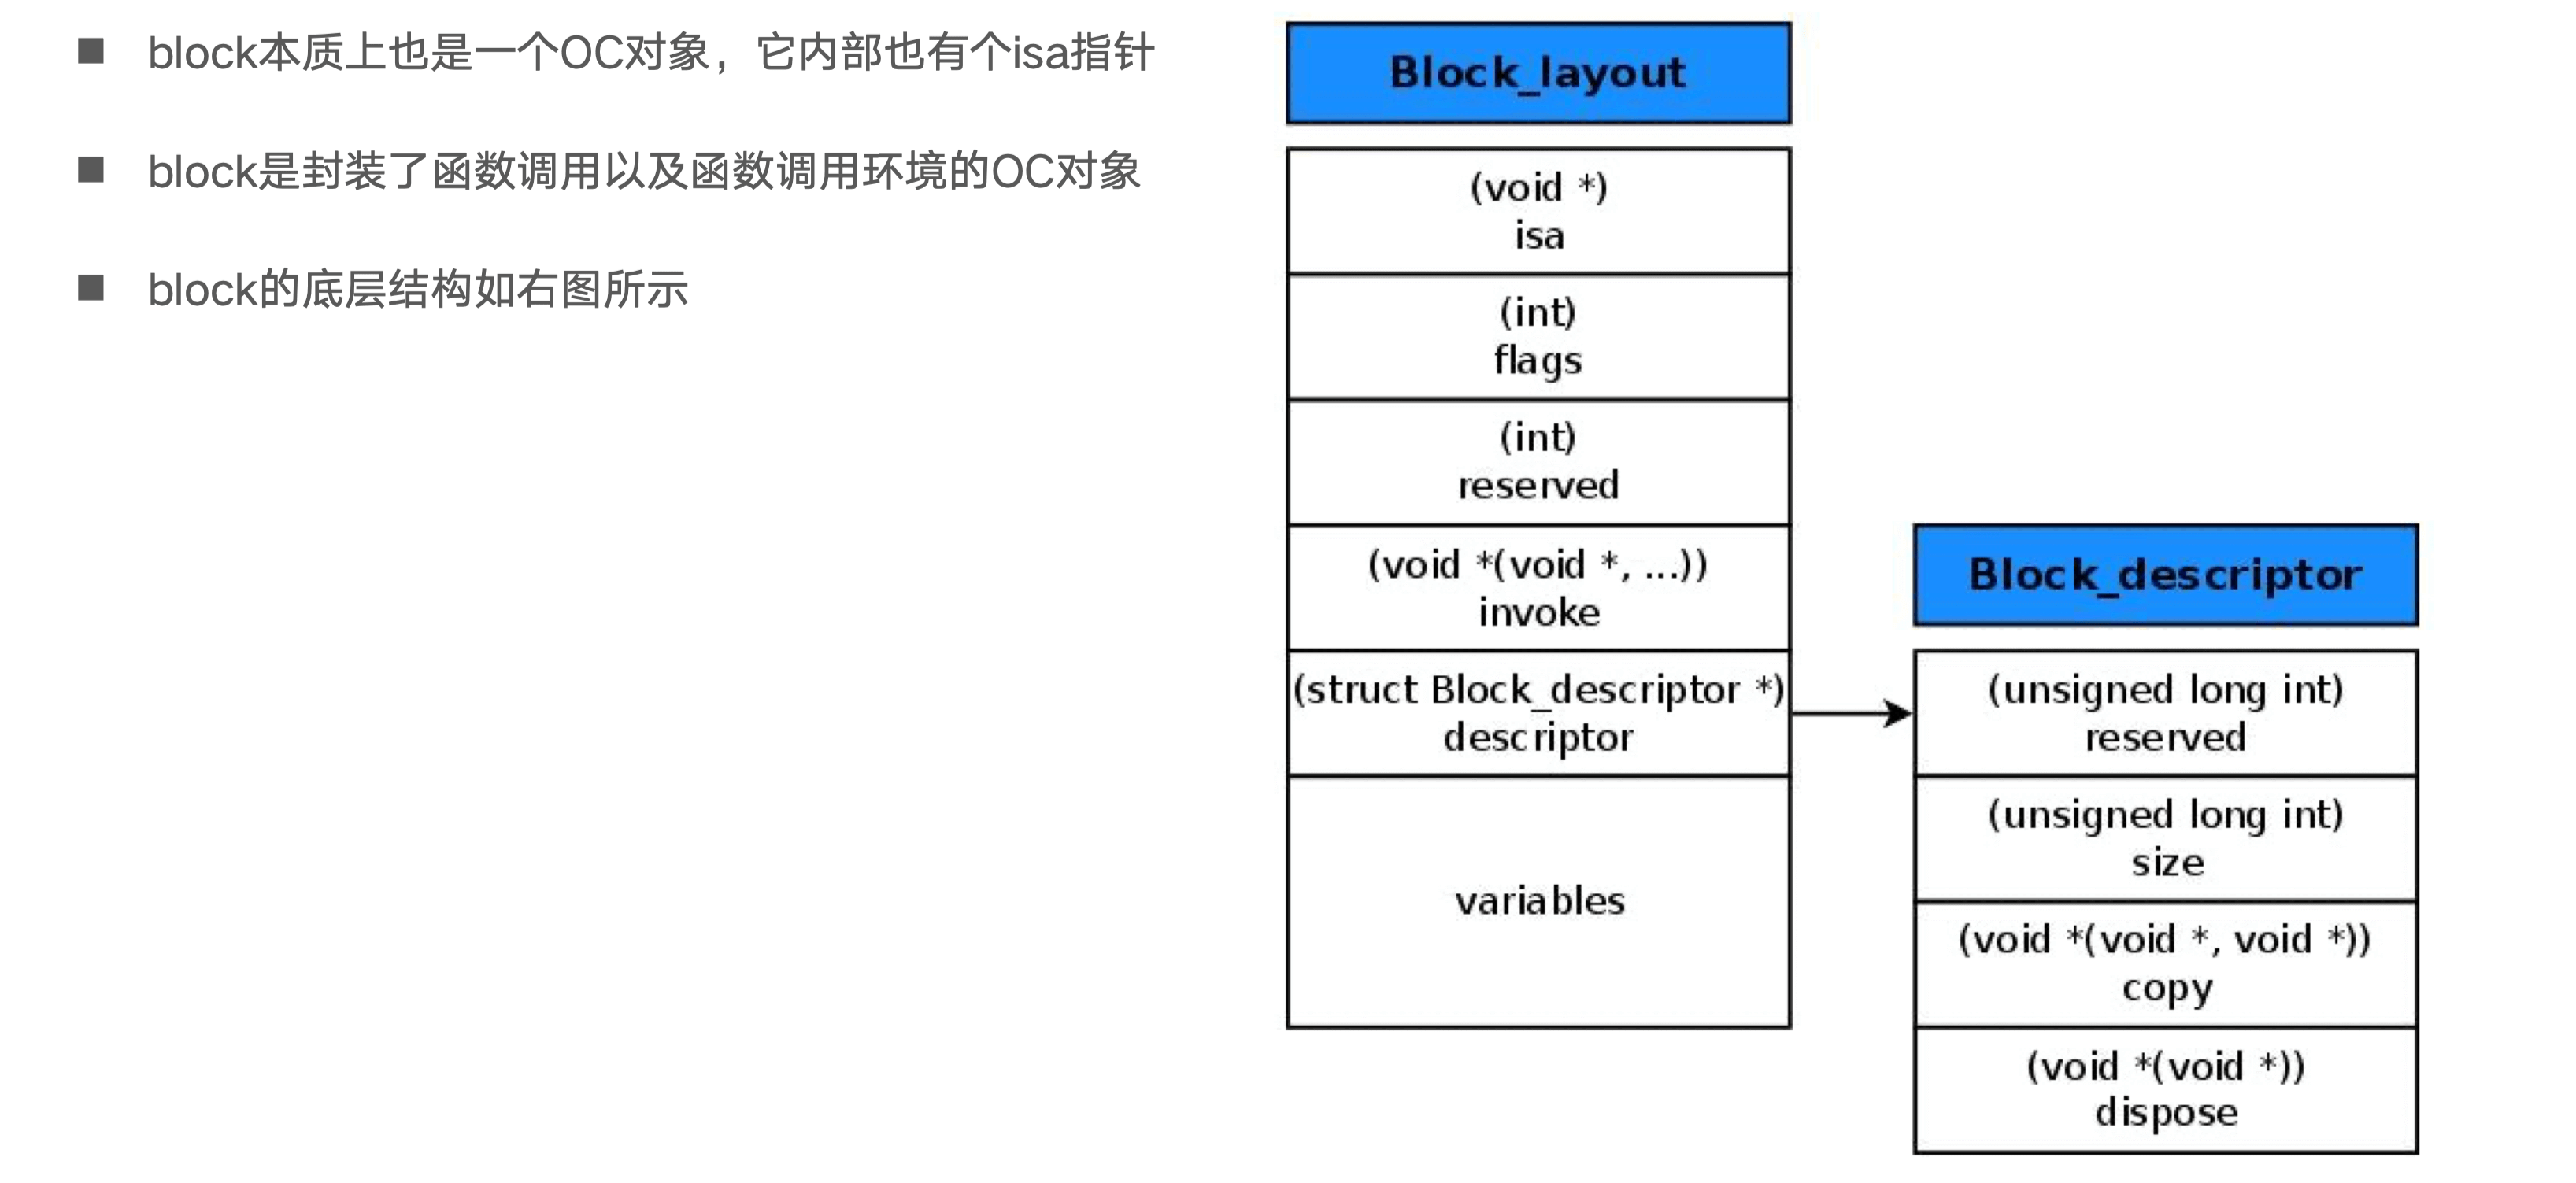 block本质上也是一个OC对象，它内部也有个isa指针
block是封装了函数调用以及函数调用环境的OC对象
block的底层结构如右图所示
Block_layout
(void *)
isa
(int)
flags
(int)
reserved
(void *(void *, ...))
invoke
(struct Block_descriptor *)
descriptor
variables
Block_descriptor
(unsigned long int)
reserved
(unsigned long int)
size
(void *(void *, void *))
copy
(void *(void *))
dispose